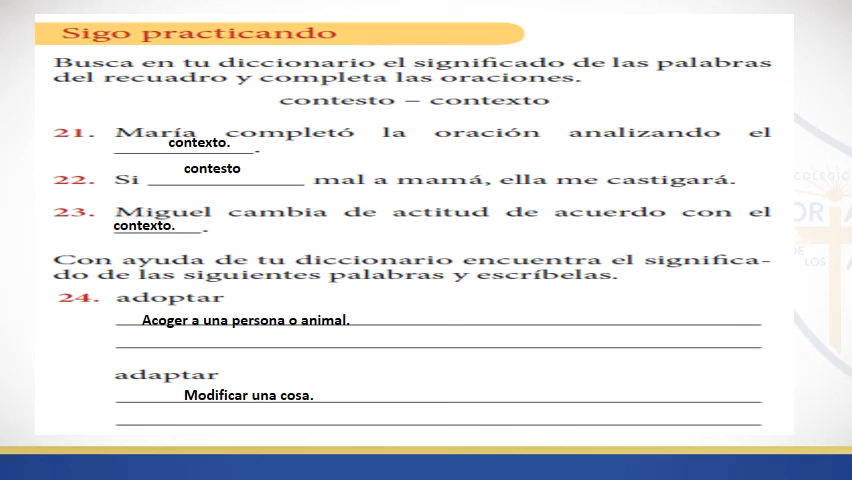 Sigo practicando
Busca en tu diccionario el significado de las palabras
del recuadro y completa las oraciones.
contesto – contexto
21. María completó la oración analizando el
contexto. .
22. Si contesto mal a mamá, ella me castigará.
23. Miguel cambia de actitud de acuerdo con el
contexto. .
Con ayuda de tu diccionario encuentra el significa-
do de las siguientes palabras y escríbelas.
24. adoptar
Acoger a una persona o animal.
adaptar
Modificar una cosa.
COLEGIO
DE
LOS